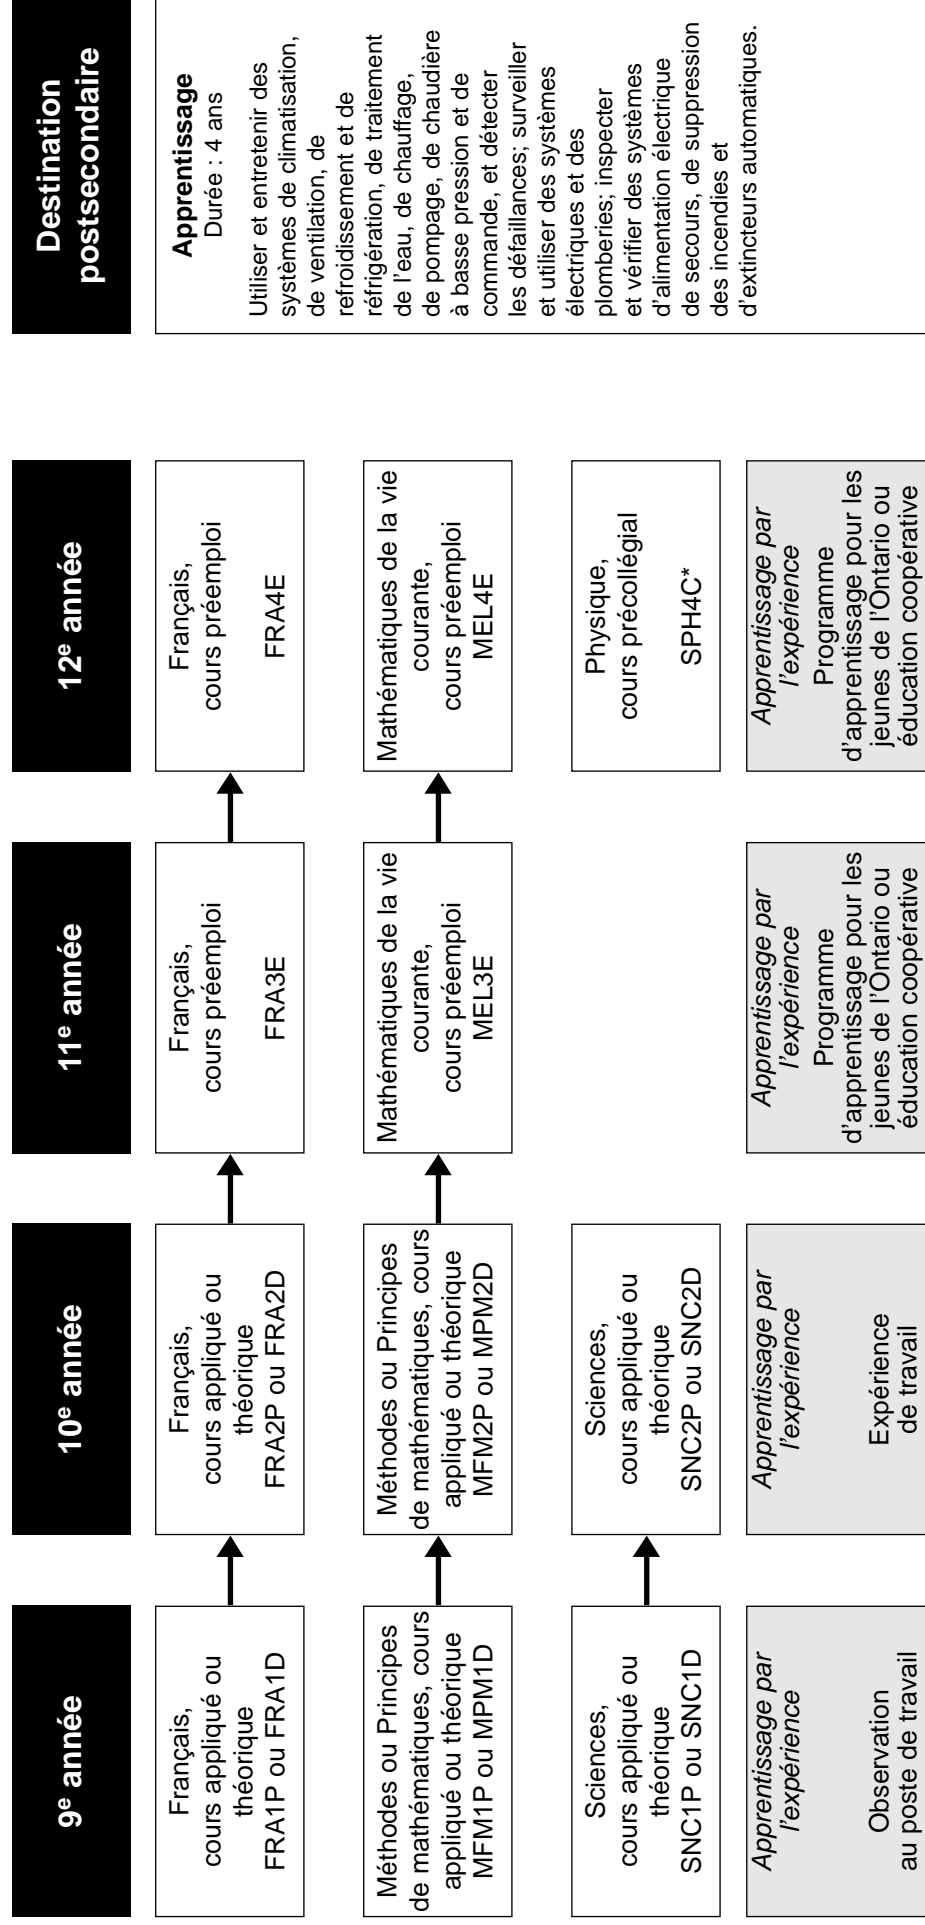 9e année
10e année
11e année
12e année
Destination
postsecondaire
Français,
cours appliqué ou
théorique
FRA1P ou FRA1D
Français,
cours appliqué ou
théorique
FRA2P ou FRA2D
Français,
cours préemploi
FRA3E
Français,
cours préemploi
FRA4E
Méthodes ou Principes
de mathématiques, cours
appliqué ou théorique
MFM1P ou MPM1D
Méthodes ou Principes
de mathématiques, cours
appliqué ou théorique
MFM2P ou MPM2D
Mathématiques de la vie
courante,
cours préemploi
MEL3E
Mathématiques de la vie
courante,
cours préemploi
MEL4E
Sciences,
cours appliqué ou
théorique
SNC1P ou SNC1D
Sciences,
cours appliqué ou
théorique
SNC2P ou SNC2D
Physique,
cours précollégial
SPH4C*
Apprentissage par
l'expérience
Observation
au poste de travail
Apprentissage par
l'expérience
Expérience
de travail
Apprentissage par
l'expérience
Programme
d'apprentissage pour les
jeunes de l'Ontario ou
éducation coopérative
Apprentissage par
l'expérience
Programme
d'apprentissage pour les
jeunes de l'Ontario ou
éducation coopérative
Apprentissage
Durée : 4 ans
Utiliser et entretenir des
systèmes de climatisation,
de ventilation, de
refroidissement et de
réfrigération, de traitement
de l'eau, de chauffage,
de pompage, de chaudière
à basse pression et de
commande, et détecter
les défaillances; surveiller
et utiliser des systèmes
électriques et des
plomberies; inspecter
et vérifier des systèmes
d'alimentation électrique
de secours, de suppression
des incendies et
d'extincteurs automatiques.